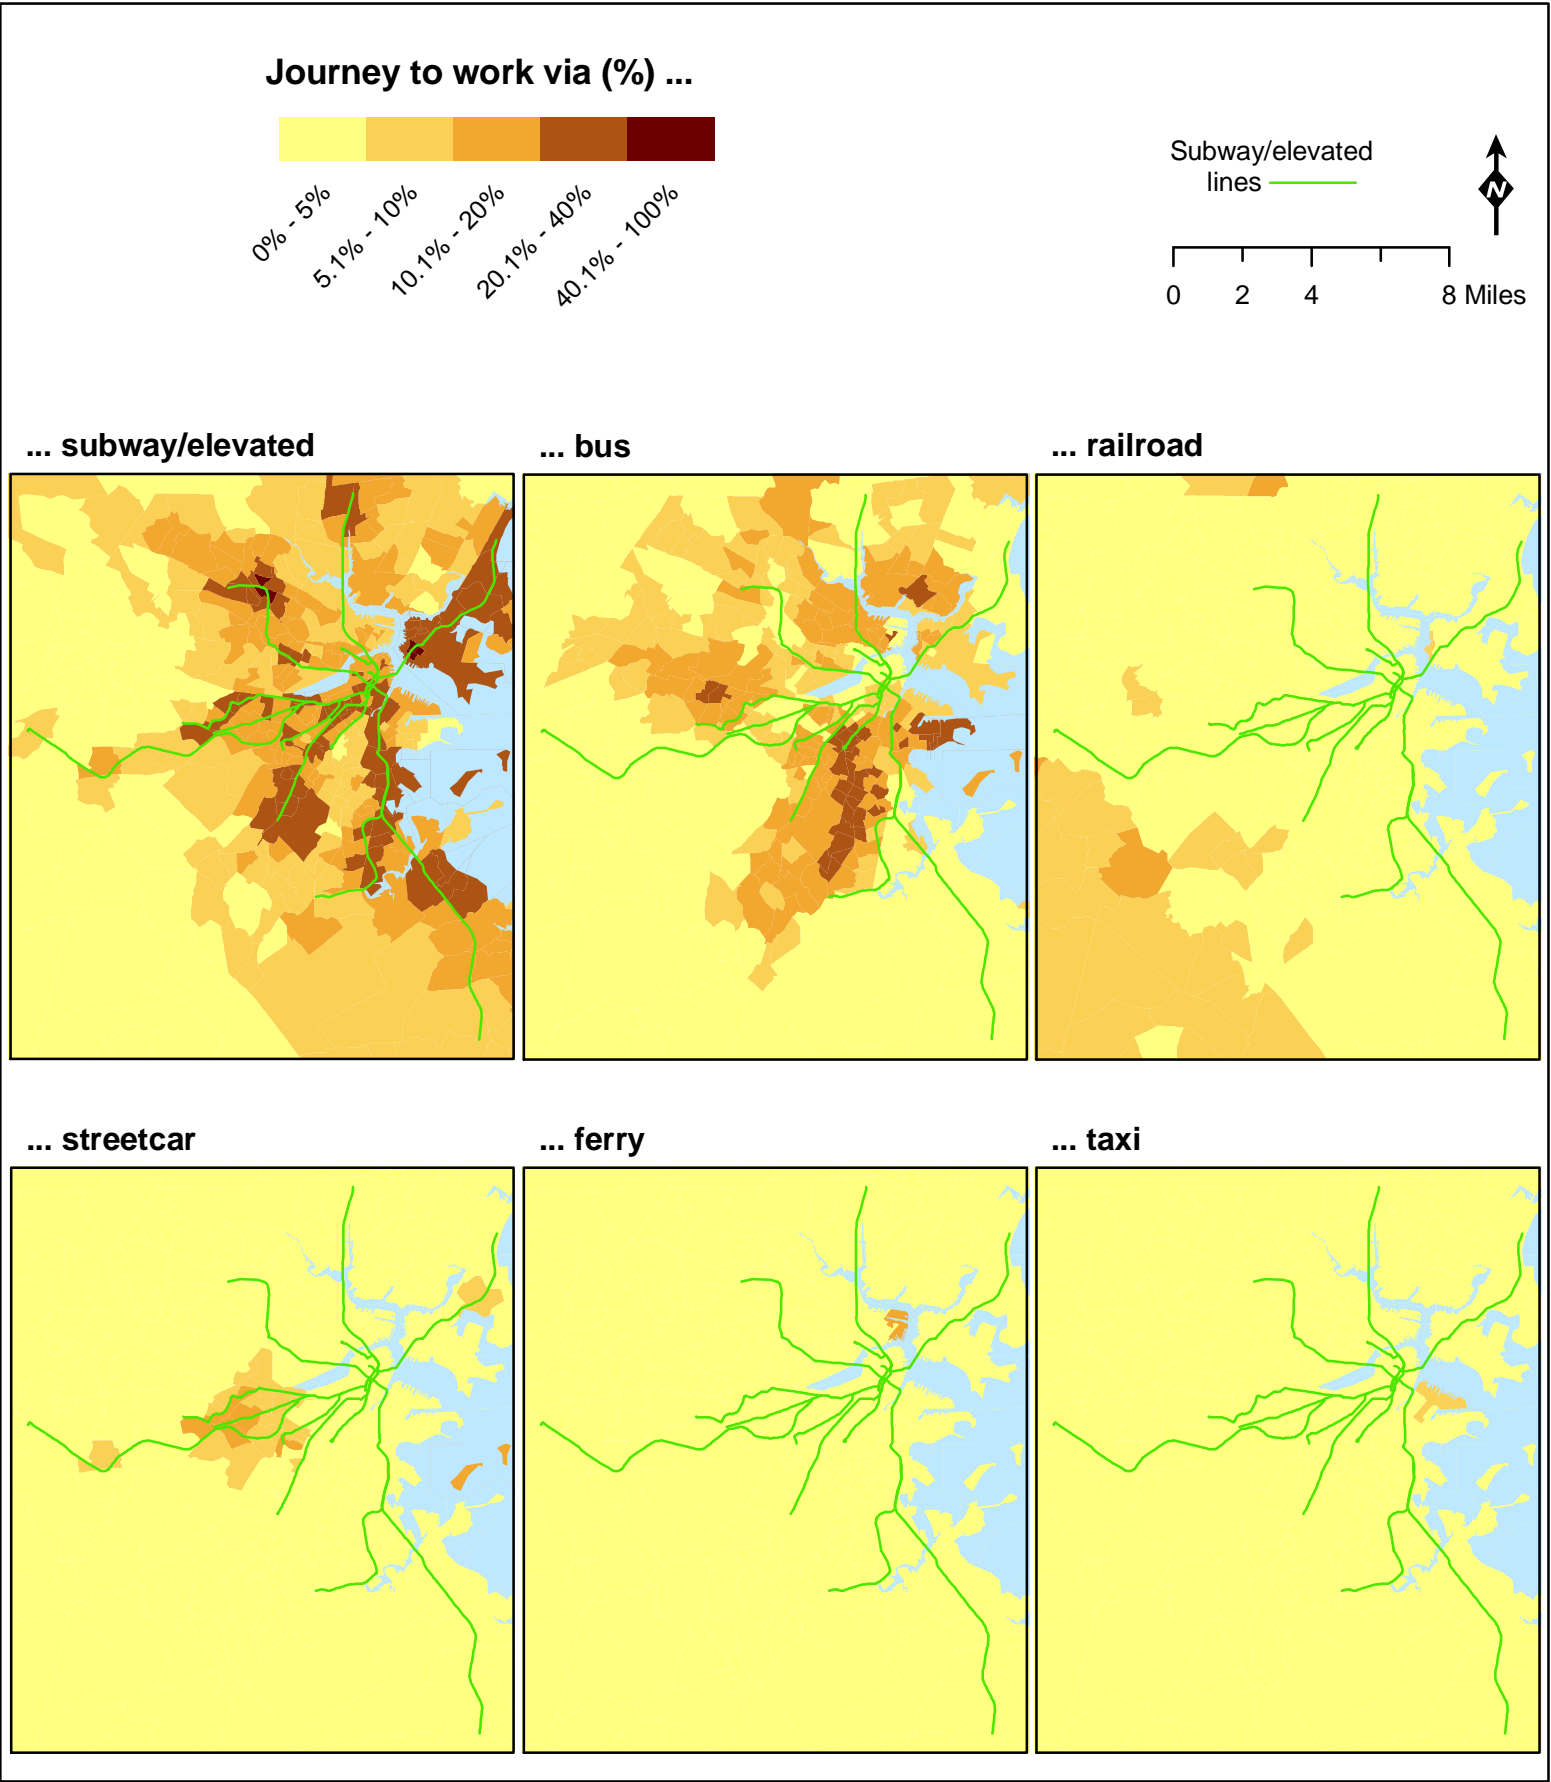 Journey to work via (%) ...
0% - 5%
5.1% - 10%
10.1% - 20%
20.1% - 40%
40.1% - 100%
Subway/elevated
lines
N
0 2 4 8 Miles
... subway/elevated
... bus
... railroad
... streetcar
... ferry
... taxi